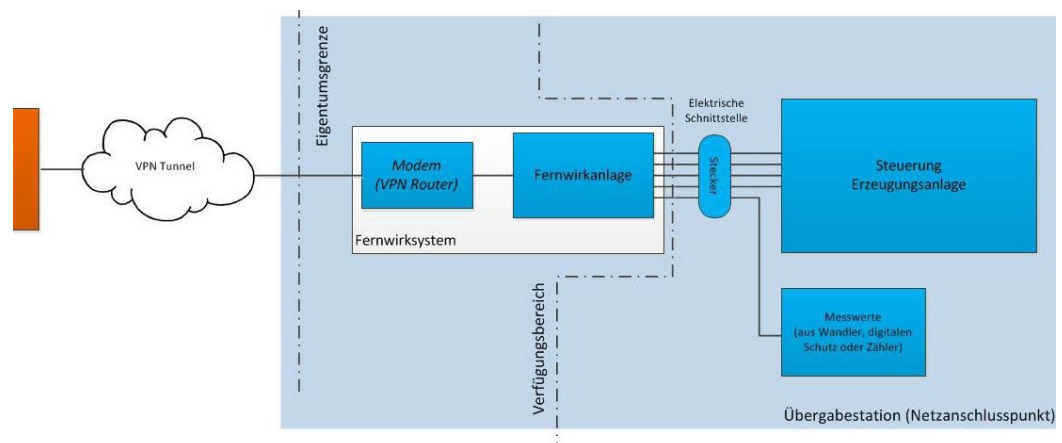 VPN Tunnel
Eigentumsgrenze
Modem
(VPN Router)
Fernwirkanlage
Fernwirksystem
Verfügungsbereich
Elektrische
Schnittstelle
Stecker
Steuerung
Erzeugungsanlage
Messwerte
(aus Wandler, digitalen
Schutz oder Zähler)
Übergabestation (Netzanschlusspunkt)